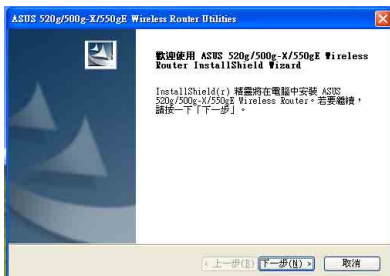 ASUS 520g/500g-X/550gE Wireless Router Utilities
歡迎使用 ASUS 520g/500g-X/550gE Wireless
Router InstallShield Wizard
InstallShield(r) 精靈將在電腦中安裝 ASUS
520g/500g-X/550gE Wireless Router。若要繼續，
請按一下「下一步」。
< 上一步(B)
下一步(N) >
取消